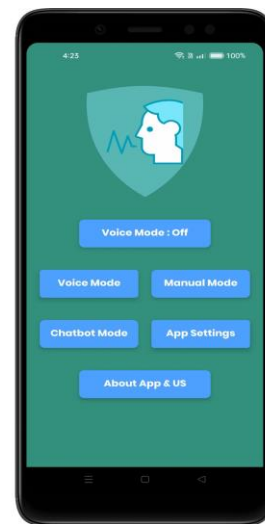 4:23 100%
Voice Mode : Off
Voice Mode Manual Mode
Chatbot Mode App Settings
About App & US